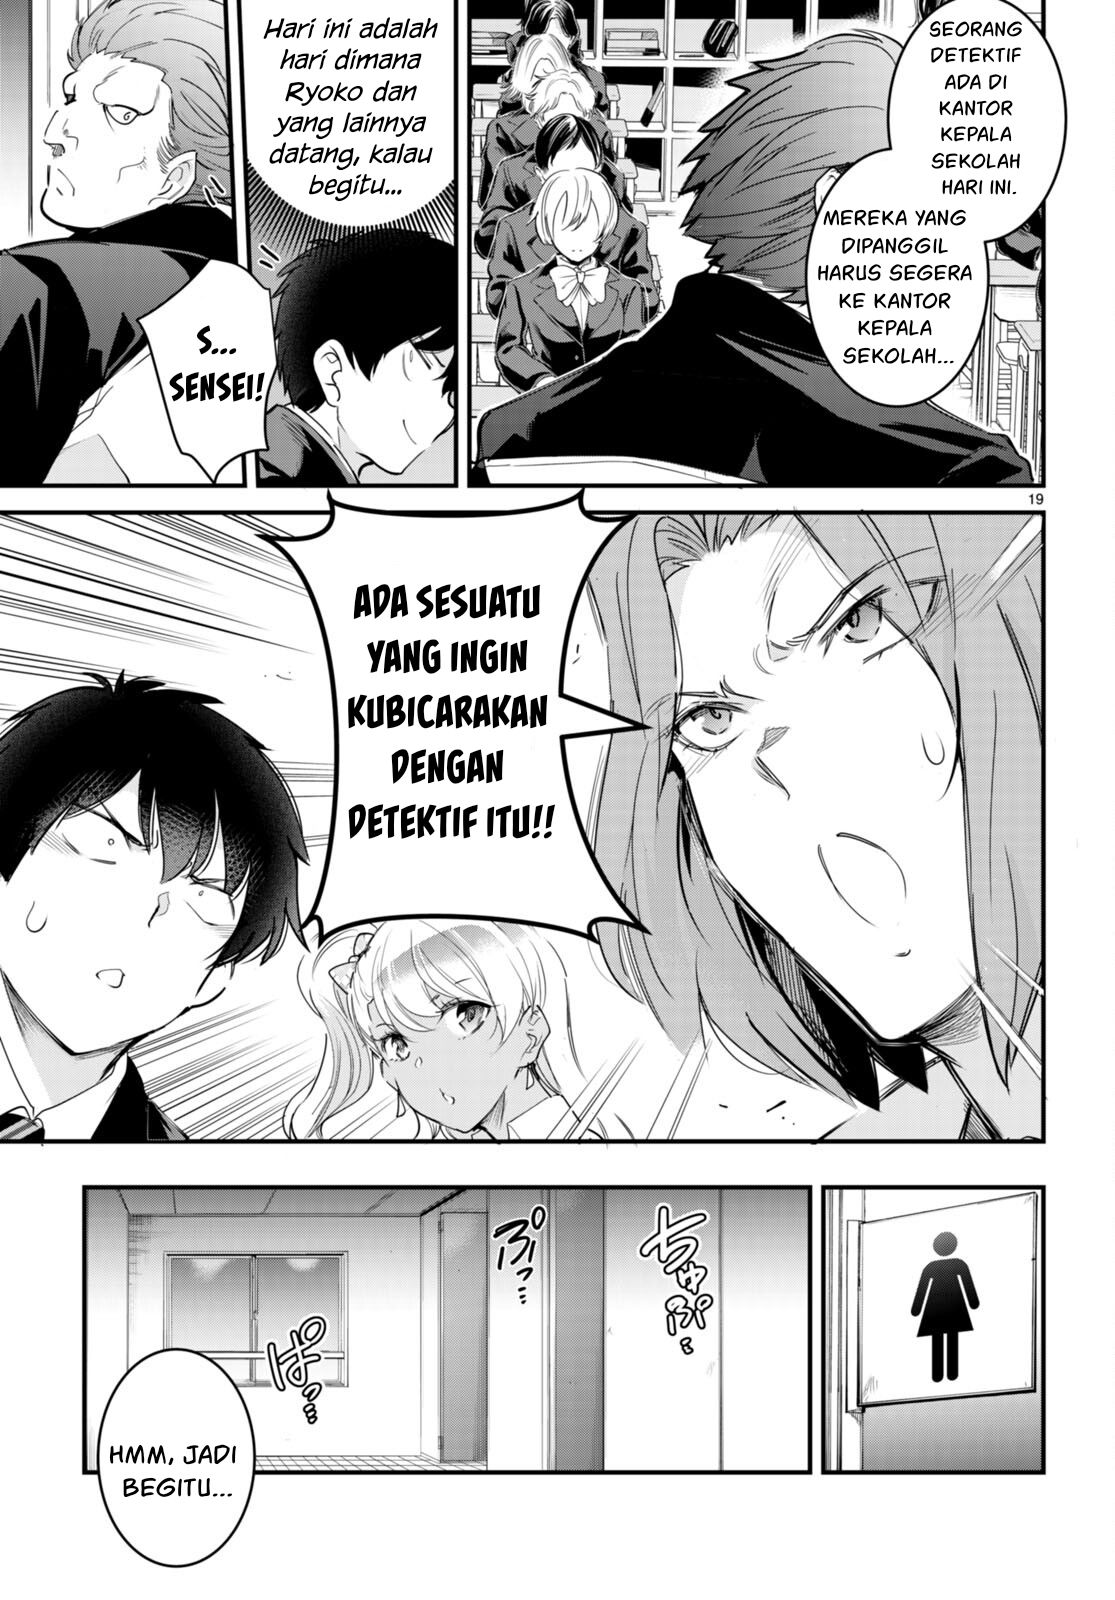 SEORANG
DETEKTIF
ADA DI
KANTOR
KEPALA
SEKOLAH
HARI INI.
MEREKA YANG
DIPANGGIL
HARUS SEGERA
KE KANTOR
KEPALA
SEKOLAH...
Hari ini adalah
hari dimana
Ryoko dan
yang lainnya
datang, kalau
begitu...
S...
SENSEI!
19
ADA SESUATU
YANG INGIN
KUBICARAKAN
DENGAN
DETEKTIF ITU!!
ちゅぷ…
ぷっ…
ぱっ…
HMM, JADI
BEGITU...